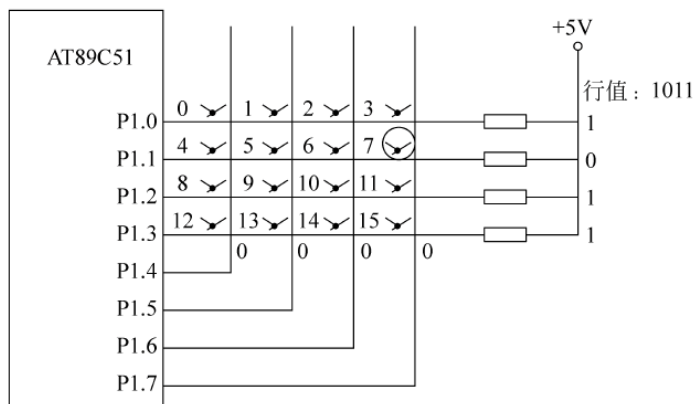 +5V
AT89C51
行值：1011
0 1 2 3
P1.0 1
4 5 6 7
P1.1 0
8 9 10 11
P1.2 1
12 13 14 15
P1.3 1
0 0 0 0
P1.4
P1.5
P1.6
P1.7